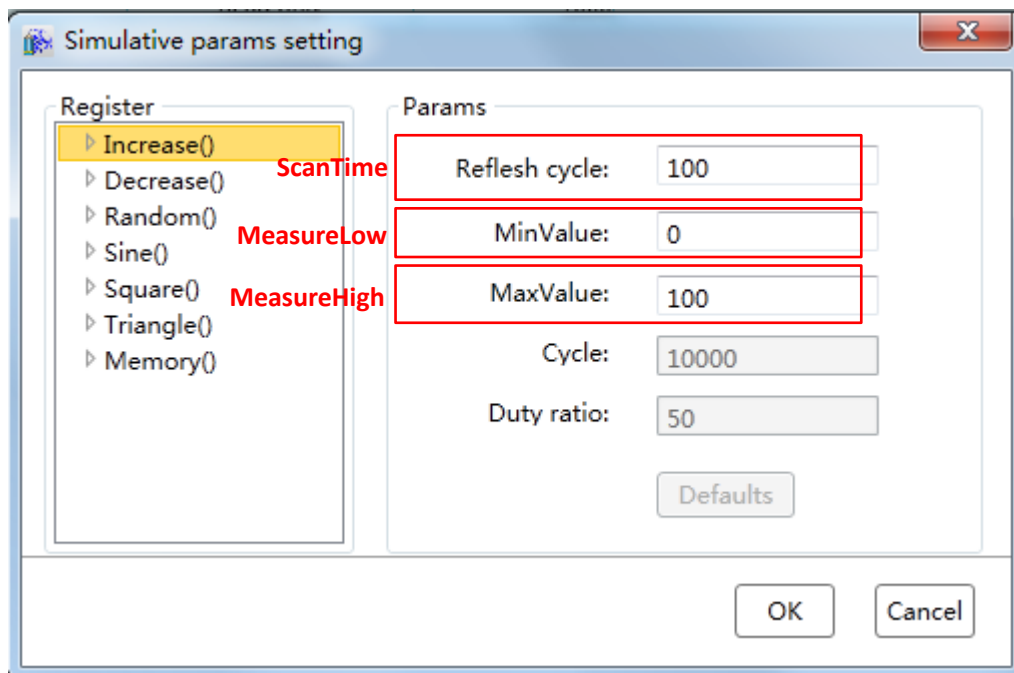 Simulative params setting
Register
Increase()
Decrease()
Random()
Sine()
Square()
Triangle()
Memory()
Params
ScanTime
Reflesh cycle: 100
MeasureLow
MinValue: 0
MeasureHigh
MaxValue: 100
Cycle: 10000
Duty ratio: 50
Defaults
OK Cancel